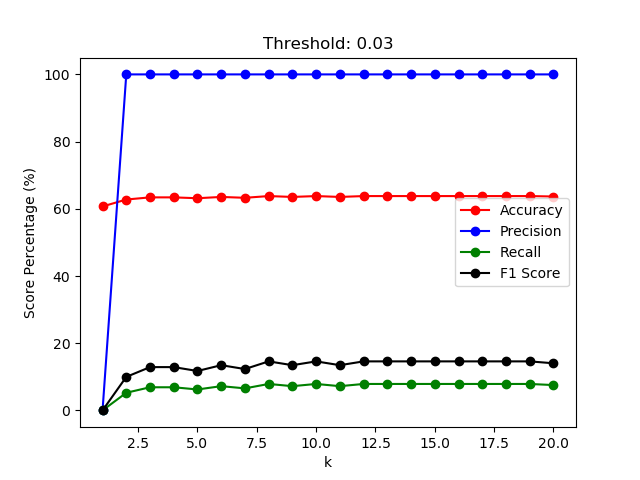 Threshold: 0.03
Score Percentage (%)
100
80
60
40
20
0
Accuracy
Precision
Recall
F1 Score
2.5 5.0 7.5 10.0 12.5 15.0 17.5 20.0
k